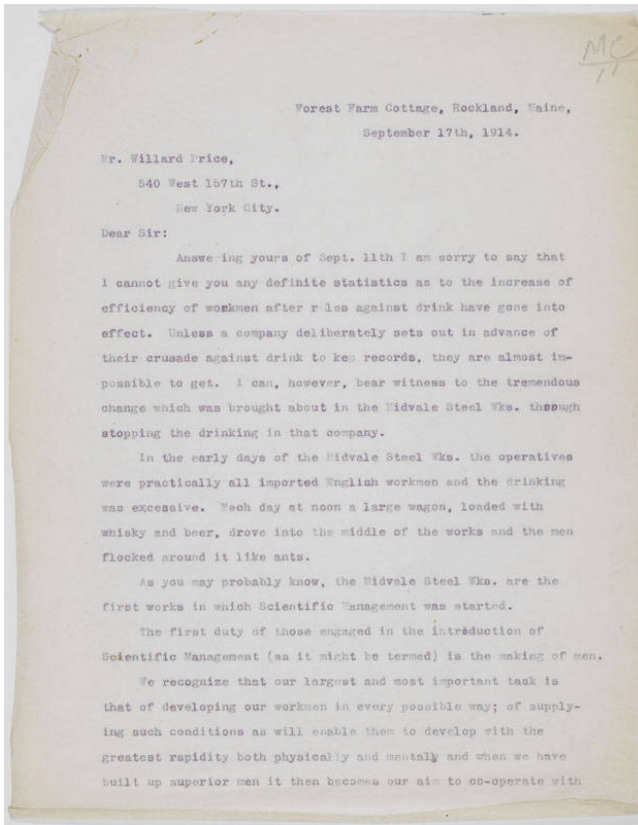 MC
11
Forest Farm Cottage, Rockland, Maine,
September 17th, 1914.
Mr. Willard Price,
540 West 157th St.,
New York City.
Dear Sir:
Answe ing yours of Sept. 11th I am sorry to say that
I cannot give you any definite statistics as to the increase of
efficiency of workmen after r les against drink have gone into
effect. Unless a company deliberately sets out in advance of
their crusade against drink to kep records, they are almost im-
possible to get. I can, however, bear witness to the tremendous
change which was brought about in the Midvale Steel Wks. through
stopping the drinking in that company.
In the early days of the Midvale Steel Wks. the operatives
were practically all imported English workmen and the drinking
was excessive. Each day at noon a large wagon, loaded with
whisky and beer, drove into the middle of the works and the men
flocked around it like ants.
As you may probably know, the Midvale Steel Wks. are the
first works in which Scientific Management was started.
The first duty of those engaged in the introduction of
Scientific Management (as it might be termed) is the making of men.
We recognize that our largest and most important task is
that of developing our workmen in every possible way; of supply-
ing such conditions as will enable them to develop with the
greatest rapidity both physically and mentally and when we have
built up superior men it then becomes our aim to co-operate with